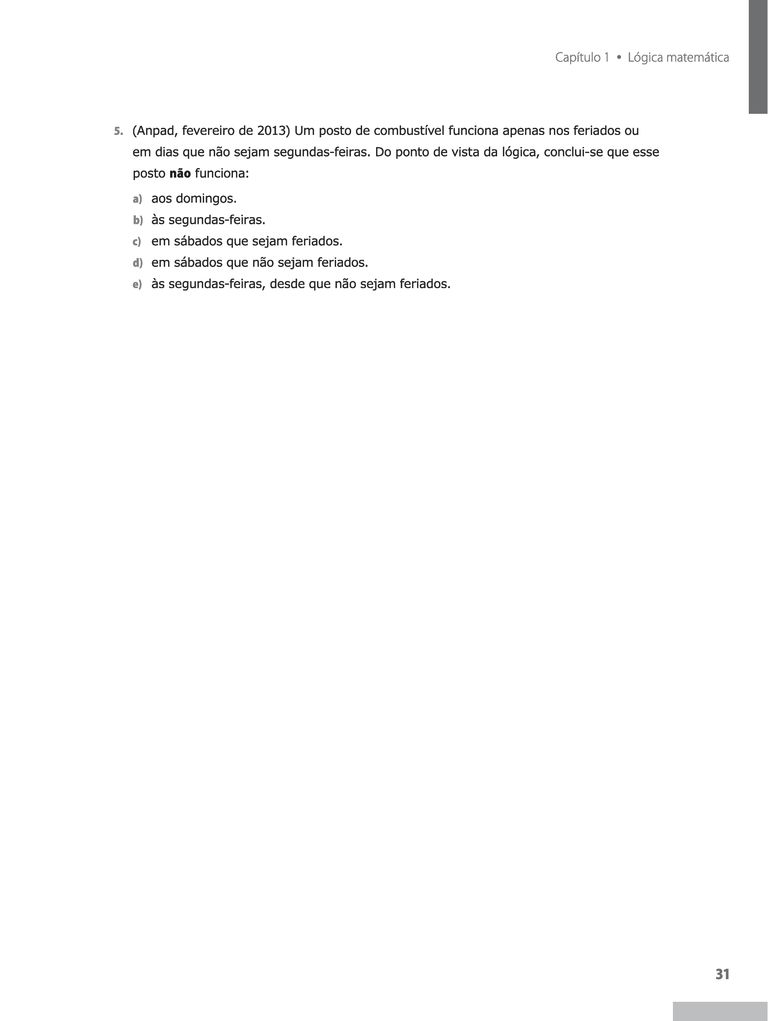 Capítulo 1 • Lógica matemática
5. (Anpad, fevereiro de 2013) Um posto de combustível funciona apenas nos feriados ou
em dias que não sejam segundas-feiras. Do ponto de vista da lógica, conclui-se que esse
posto não funciona:
a) aos domingos.
b) às segundas-feiras.
c) em sábados que sejam feriados.
d) em sábados que não sejam feriados.
e) às segundas-feiras, desde que não sejam feriados.
31